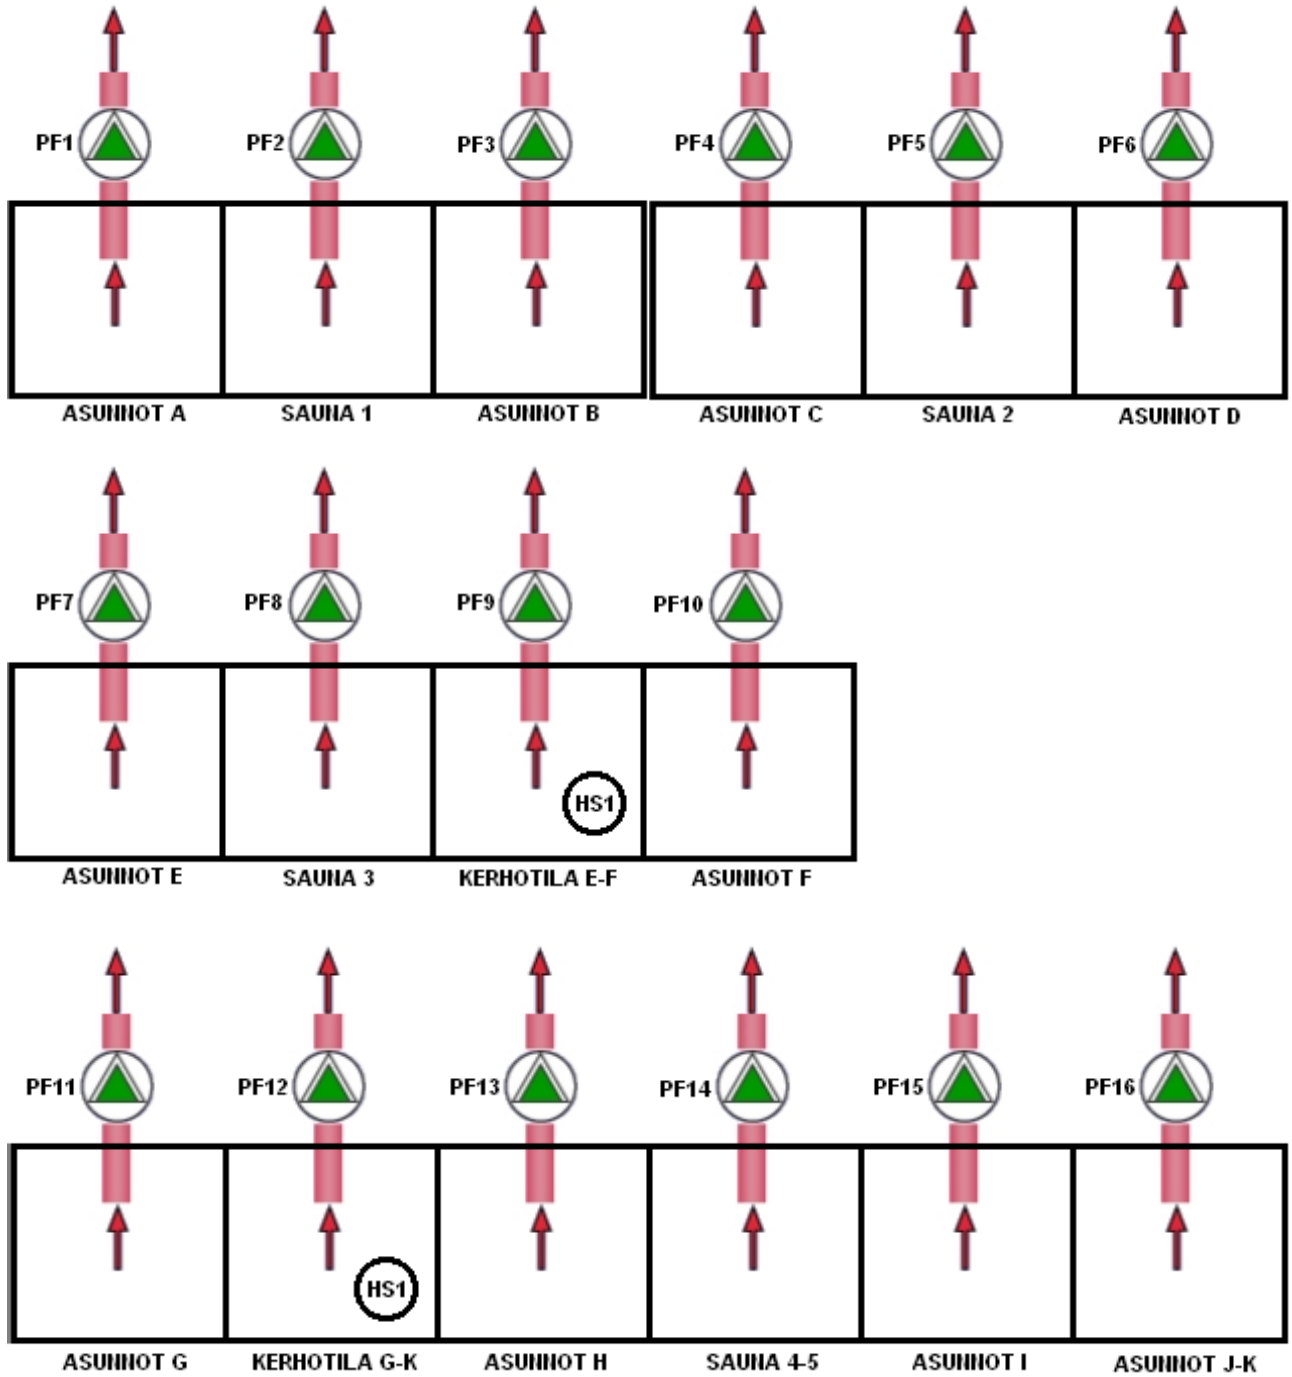 PF1 PF2 PF3 PF4 PF5 PF6
ASUNNOT A SAUNA 1 ASUNNOT B ASUNNOT C SAUNA 2 ASUNNOT D
PF7 PF8 PF9 PF10
HS1
ASUNNOT E SAUNA 3 KERHOTILA E-F ASUNNOT F
PF11 PF12 PF13 PF14 PF15 PF16
HS1
ASUNNOT G KERHOTILA G-K ASUNNOT H SAUNA 4-5 ASUNNOT I ASUNNOT J-K